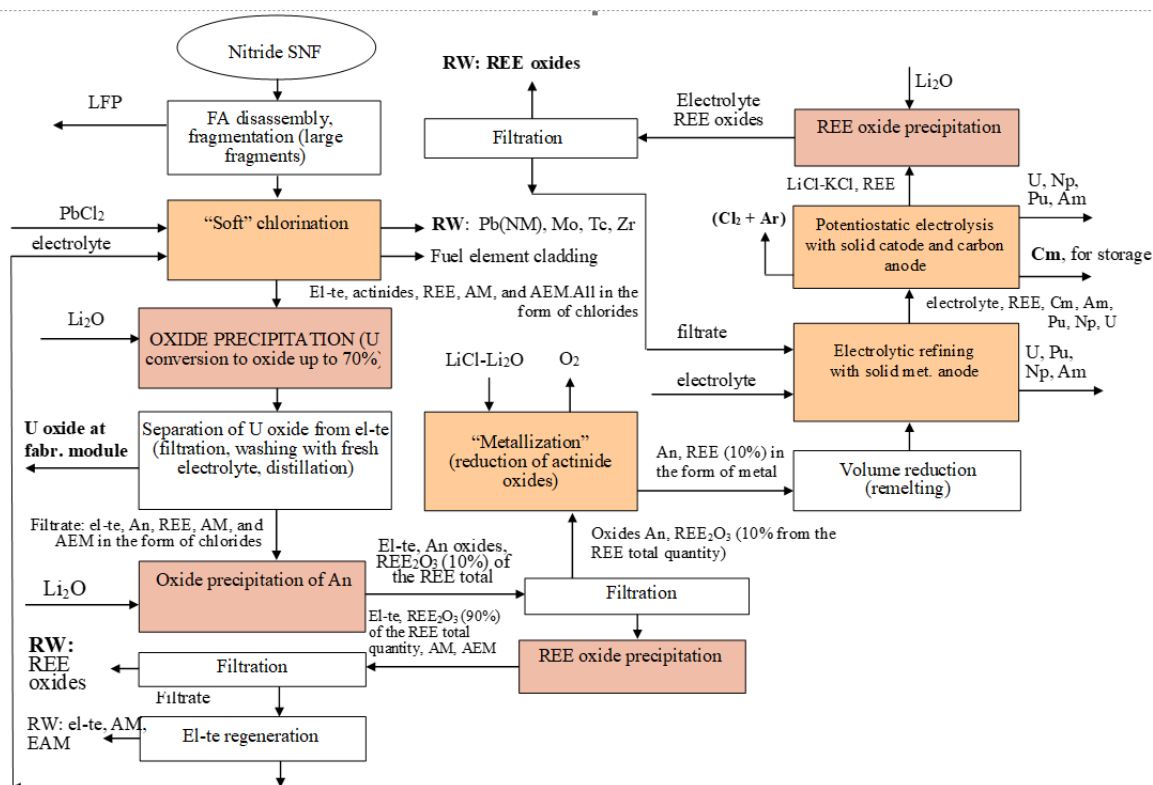 Nitride SNF
LFP
FA disassembly,
fragmentation (large
fragments)
PbCl2
electrolyte
“Soft” chlorination
RW: Pb(NM), Mo, Tc, Zr
Fuel element cladding
El-te, actinides, REE, AM, and AEM.All in the
form of chlorides
Li2O
OXIDE PRECIPITATION (U
conversion to oxide up to 70%)
U oxide at
fabr. module
Separation of U oxide from el-te
(filtration, washing with fresh
electrolyte, distillation)
Filtrate: el-te, An, REE, AM, and
AEM in the form of chlorides
Li2O
Oxide precipitation of An
El-te, An oxides,
REE2O3 (10%) of
the REE total
El-te, REE2O3 (90%)
of the REE total
quantity, AM, AEM
Filtration
REE oxide precipitation
RW:
REE
oxides
Filtration
Filtrate
RW: el-te, AM,
EAM
El-te regeneration
Oxides An, REE2O3 (10% from the
REE total quantity)
LiCl-Li2O
O2
“Metallization”
(reduction of actinide
oxides)
An, REE (10%) in
the form of metal
Volume reduction
(remelting)
filtrate
electrolyte
Electrolytic refining
with solid met. anode
U, Pu,
Np, Am
electrolyte, REE, Cm, Am,
Pu, Np, U
(Cl2 + Ar)
Potentiostatic electrolysis
with solid catode and carbon
anode
U, Np,
Pu, Am
Cm, for storage
LiCl-KCl, REE
Li2O
REE oxide precipitation
Electrolyte
REE oxides
Filtration
RW: REE oxides